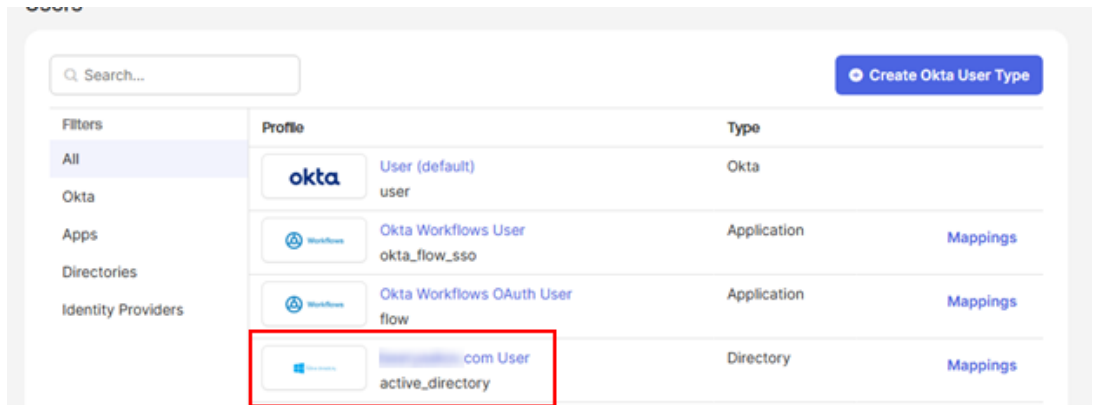 Users
Search...
Create Okta User Type
Filters
Profile
Type
All
okta
User (default)
Okta
user
Okta
Apps
Workflows
Okta Workflows User
Application
Mappings
okta_flow_sso
Directories
Identity Providers
Workflows
Okta Workflows OAuth User
Application
Mappings
flow
.com User
Directory
Mappings
active_directory